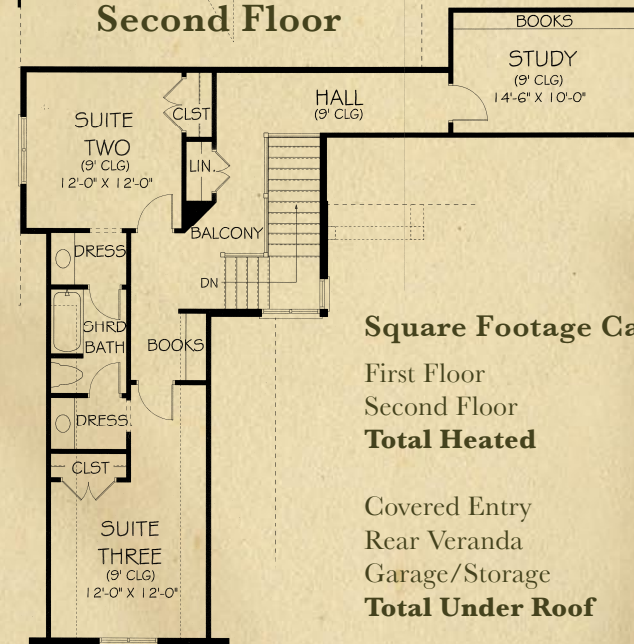 Second Floor
BOOKS
STUDY
(9' CLG)
14'-6" X 10'-0"
HALL
(9' CLG)
CLST
SUITE
TWO
(9' CLG)
12'-0" X 12'-0"
LIN.
BALCONY
DRESS
DN
SHRD
BATH
BOOKS
DRESS
CLST
SUITE
THREE
(9' CLG)
12'-0" X 12'-0"
Square Footage Ca
First Floor
Second Floor
Total Heated
Covered Entry
Rear Veranda
Garage/Storage
Total Under Roof